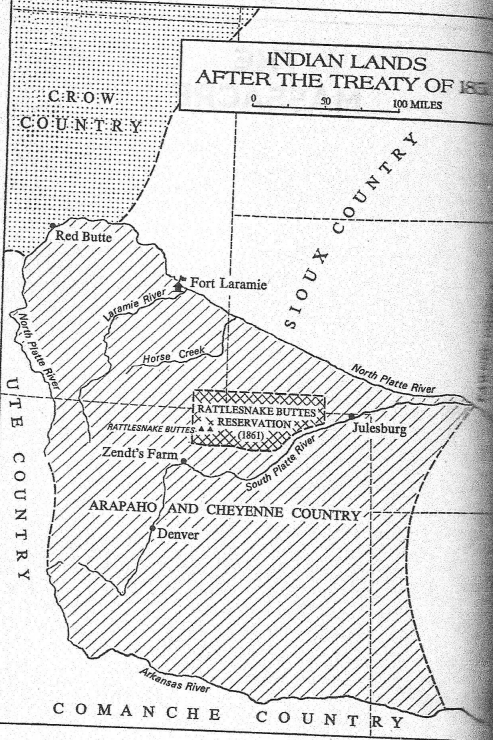 INDIAN LANDS
AFTER THE TREATY OF
0 50 100 MILES
CROW
COUNTRY
SIOUX COUNTRY
Red Butte
Fort Laramie
Laramie River
North Platte River
Horse Creek
North Platte River
UTE COUNTRY
RATTLESNAKE BUTTES
RESERVATION
(1861)
RATTLESNAKE BUTTES
Julesburg
Zendt's Farm
South Platte River
ARAPAHO AND CHEYENNE COUNTRY
Denver
Arkansas River
COMANCHE COUNTRY